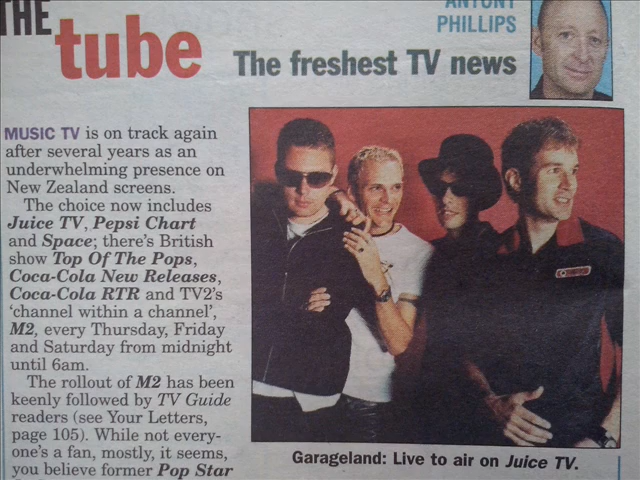 THE
tube
ANTONY
PHILLIPS
The freshest TV news
MUSIC TV is on track again
after several years as an
underwhelming presence on
New Zealand screens.
The choice now includes
Juice TV, Pepsi Chart
and Space; there's British
show Top Of The Pops,
Coca-Cola New Releases,
Coca-Cola RTR and TV2's
'channel within a channel',
M2, every Thursday, Friday
and Saturday from midnight
until 6am.
The rollout of M2 has been
keenly followed by TV Guide
readers (see Your Letters,
page 105). While not every-
one's a fan, mostly, it seems,
you believe former Pop Star
Garageland: Live to air on Juice TV.